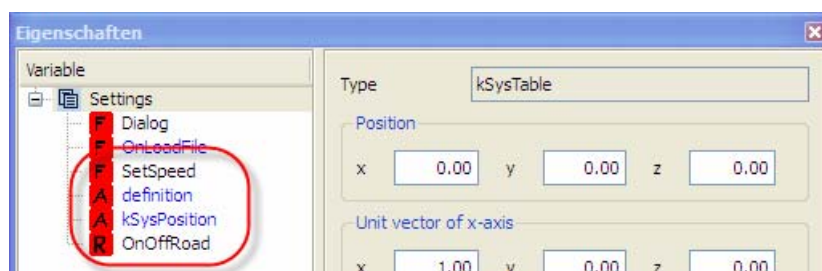 Eigenschaften
Variable
Settings
F Dialog
F OnLoadFile
F SetSpeed
A definition
A kSysPosition
R OnOffRoad
Type kSysTable
Position
x 0.00 y 0.00 z 0.00
Unit vector of x-axis
x 1.00 y 0.00 z 0.00